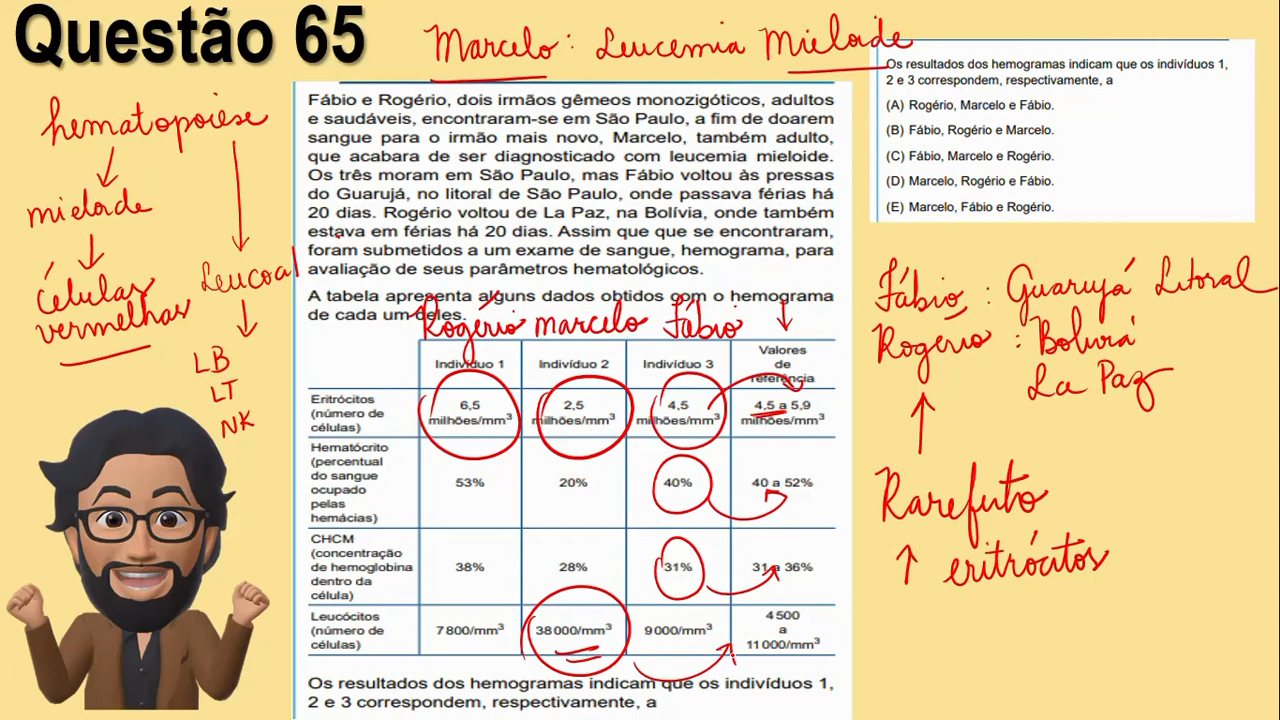 Questão 65
Marcelo: Leucemia Mieloide
hematopoiese
mieloide
células
vermelhas
Leucoal
LB
LT
NK
Fábio e Rogério, dois irmãos gêmeos monozigóticos, adultos
e saudáveis, encontraram-se em São Paulo, a fim de doarem
sangue para o irmão mais novo, Marcelo, também adulto,
que acabara de ser diagnosticado com leucemia mieloide.
Os três moram em São Paulo, mas Fábio voltou às pressas
do Guarujá, no litoral de São Paulo, onde passava férias há
20 dias. Rogério voltou de La Paz, na Bolívia, onde também
estava em férias há 20 dias. Assim que que se encontraram,
foram submetidos a um exame de sangue, hemograma, para
avaliação de seus parâmetros hematológicos.
A tabela apresenta alguns dados obtidos com o hemograma
de cada um deles.
Rogério marcelo Fábio
Indivíduo 1 Indivíduo 2 Indivíduo 3 Valores de referência
Eritrócitos (número de células) 6,5 milhões/mm³ 2,5 milhões/mm³ 4,5 milhões/mm³ 4,5 a 5,9 milhões/mm³
Hematócrito (percentual do sangue ocupado pelas hemácias) 53% 20% 40% 40 a 52%
CHCM (concentração de hemoglobina dentro da célula) 38% 28% 31% 31 a 36%
Leucócitos (número de células) 7 800/mm³ 38 000/mm³ 9 000/mm³ 4 500 a 11 000/mm³
Os resultados dos hemogramas indicam que os indivíduos 1,
2 e 3 correspondem, respectivamente, a
Os resultados dos hemogramas indicam que os indivíduos 1,
2 e 3 correspondem, respectivamente, a
(A) Rogério, Marcelo e Fábio.
(B) Fábio, Rogério e Marcelo.
(C) Fábio, Marcelo e Rogério.
(D) Marcelo, Rogério e Fábio.
(E) Marcelo, Fábio e Rogério.
Fábio: Guarujá Litoral
Rogério: Bolívia
La Paz
Rarefeito
↑ eritrócitos